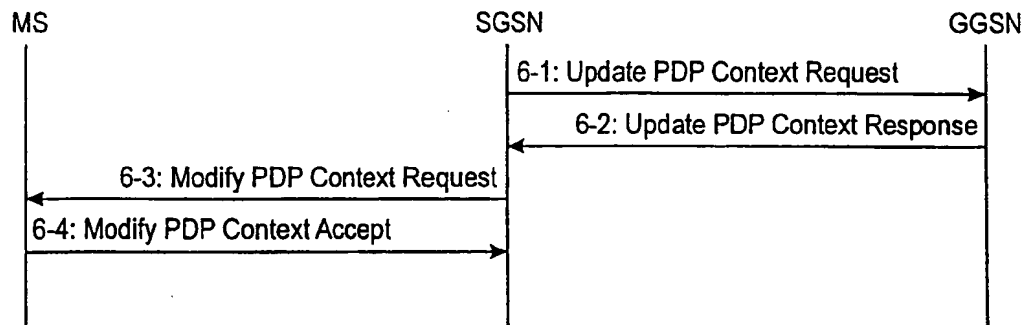 MS
SGSN
GGSN
6-1: Update PDP Context Request
6-2: Update PDP Context Response
6-3: Modify PDP Context Request
6-4: Modify PDP Context Accept